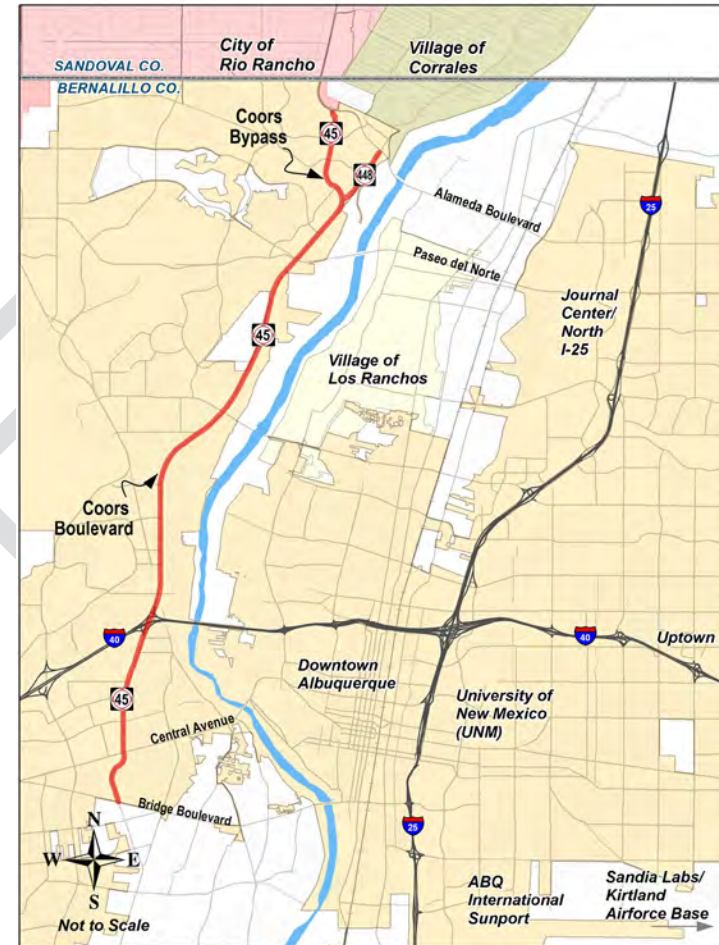 City of
Rio Rancho
Village of
Corrales
SANDOVAL CO.
BERNALILLO CO.
Coors
Bypass
45
448
Alameda Boulevard
25
Paseo del Norte
Journal
Center/
North
I-25
45
Village of
Los Ranchos
Coors
Boulevard
40
40
Uptown
Downtown
Albuquerque
University of
New Mexico
(UNM)
45
Central Avenue
Bridge Boulevard
25
N
W
E
S
Not to Scale
ABQ
International
Sunport
Sandia Labs/
Kirtland
Airforce Base